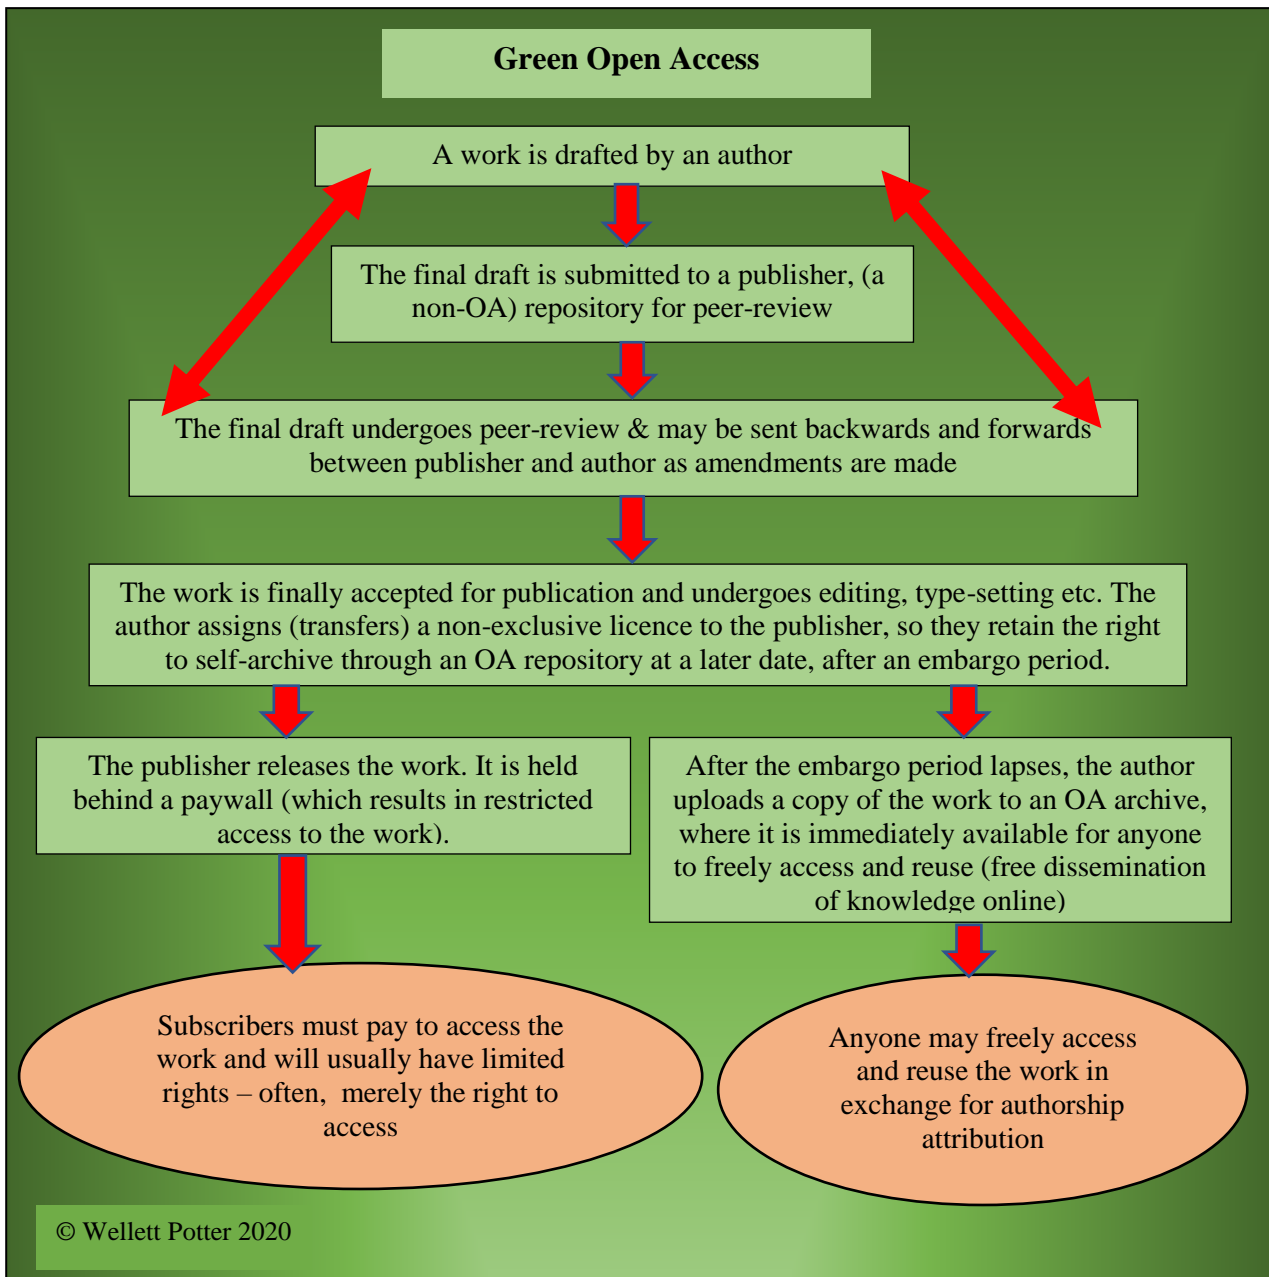 Green Open Access
A work is drafted by an author
The final draft is submitted to a publisher, (a
non-OA) repository for peer-review
The final draft undergoes peer-review & may be sent backwards and forwards
between publisher and author as amendments are made
The work is finally accepted for publication and undergoes editing, type-setting etc. The
author assigns (transfers) a non-exclusive licence to the publisher, so they retain the right
to self-archive through an OA repository at a later date, after an embargo period.
The publisher releases the work. It is held
behind a paywall (which results in restricted
access to the work).
After the embargo period lapses, the author
uploads a copy of the work to an OA archive,
where it is immediately available for anyone
to freely access and reuse (free dissemination
of knowledge online)
Subscribers must pay to access the
work and will usually have limited
rights – often,  merely the right to
access
Anyone may freely access
and reuse the work in
exchange for authorship
attribution
© Wellett Potter 2020